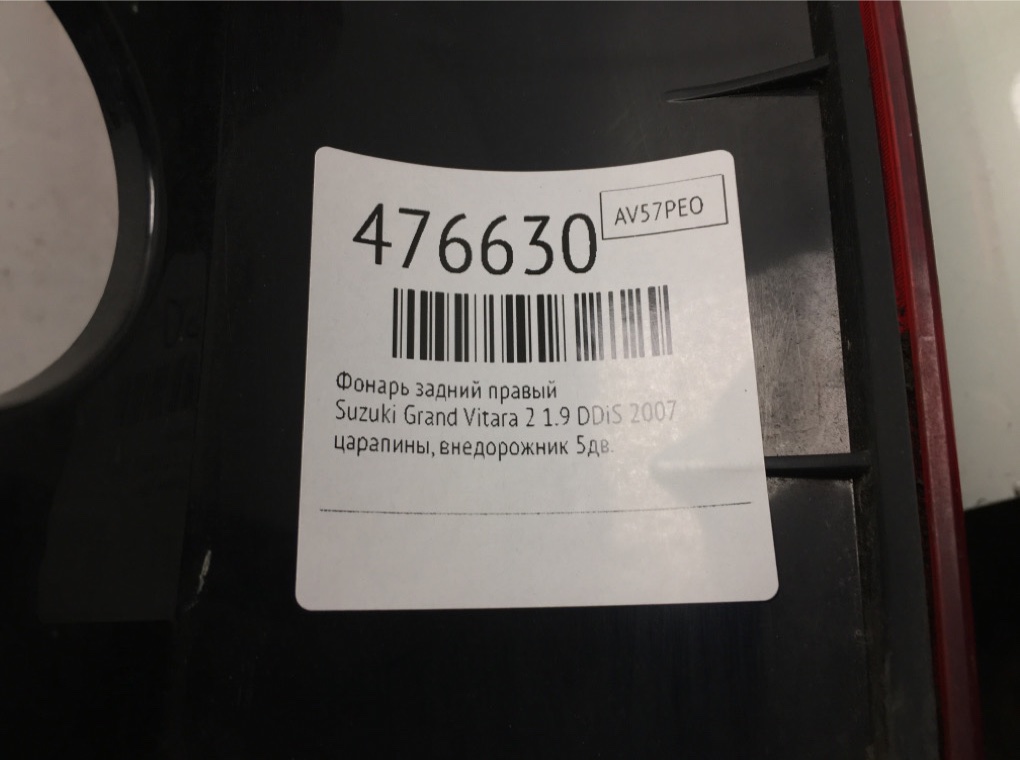 476630
AV57PEO
Фонарь задний правый
Suzuki Grand Vitara 2 1.9 DDiS 2007
царапины, внедорожник 5дв.